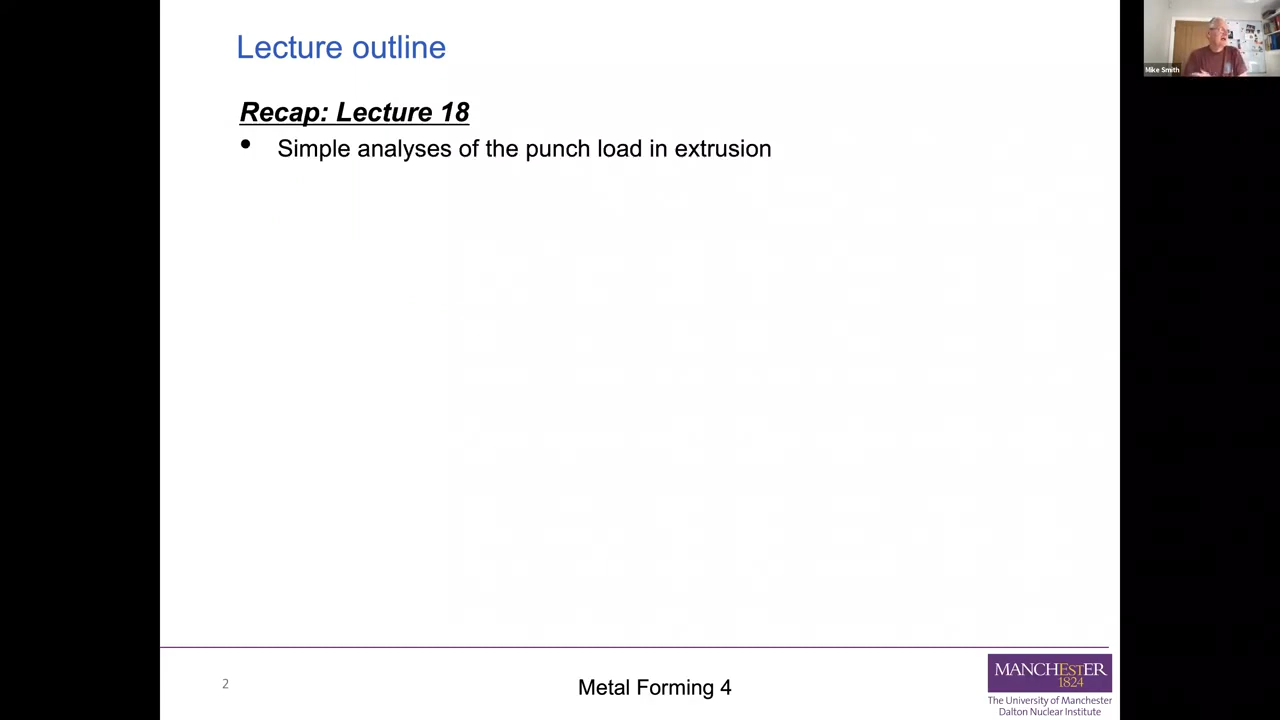 Lecture outline
Mike Smith
Recap: Lecture 18
• Simple analyses of the punch load in extrusion
2
Metal Forming 4
MANCHESTER
1824
The University of Manchester
Dalton Nuclear Institute